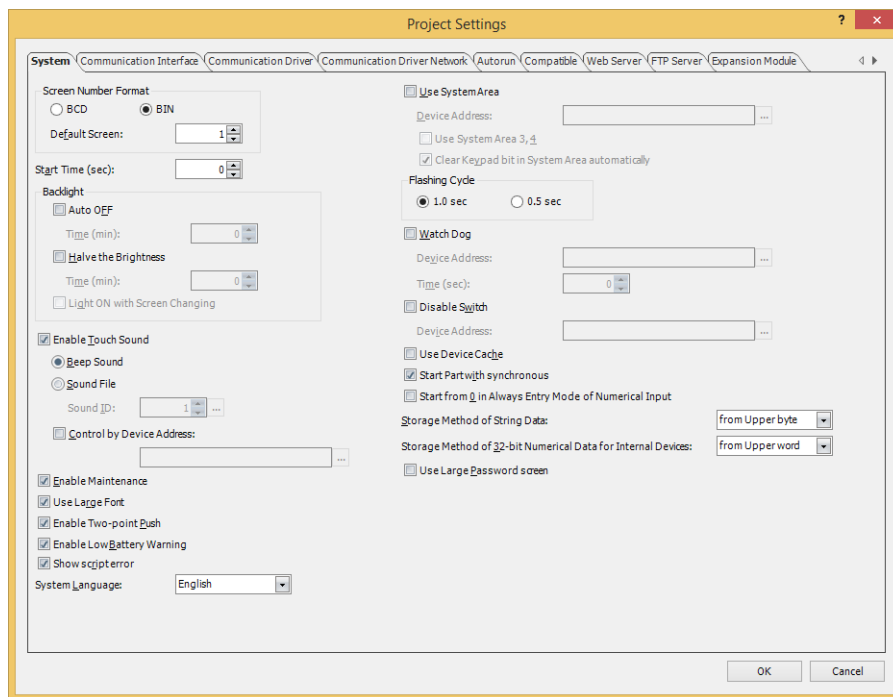 Project Settings
? ×
System Communication Interface Communication Driver Communication Driver Network Autorun Compatible Web Server FTP Server Expansion Module
Screen Number Format
BCD BIN
Default Screen: 1
Start Time (sec): 0
Backlight
Auto OFF
Time (min): 0
Halve the Brightness
Time (min): 0
Light ON with Screen Changing
Enable Touch Sound
Beep Sound
Sound File
Sound ID: 1 ...
Control by Device Address:
...
Enable Maintenance
Use Large Font
Enable Two-point Push
Enable Low Battery Warning
Show script error
System Language: English
Use System Area
Device Address: ...
Use System Area 3, 4
Clear Keypad bit in System Area automatically
Flashing Cycle
1.0 sec 0.5 sec
Watch Dog
Device Address: ...
Time (sec): 0
Disable Switch
Device Address: ...
Use Device Cache
Start Part with synchronous
Start from 0 in Always Entry Mode of Numerical Input
Storage Method of String Data: from Upper byte
Storage Method of 32-bit Numerical Data for Internal Devices: from Upper word
Use Large Password screen
OK Cancel